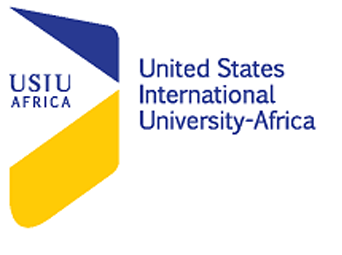 USIU
AFRICA
United States
International
University-Africa